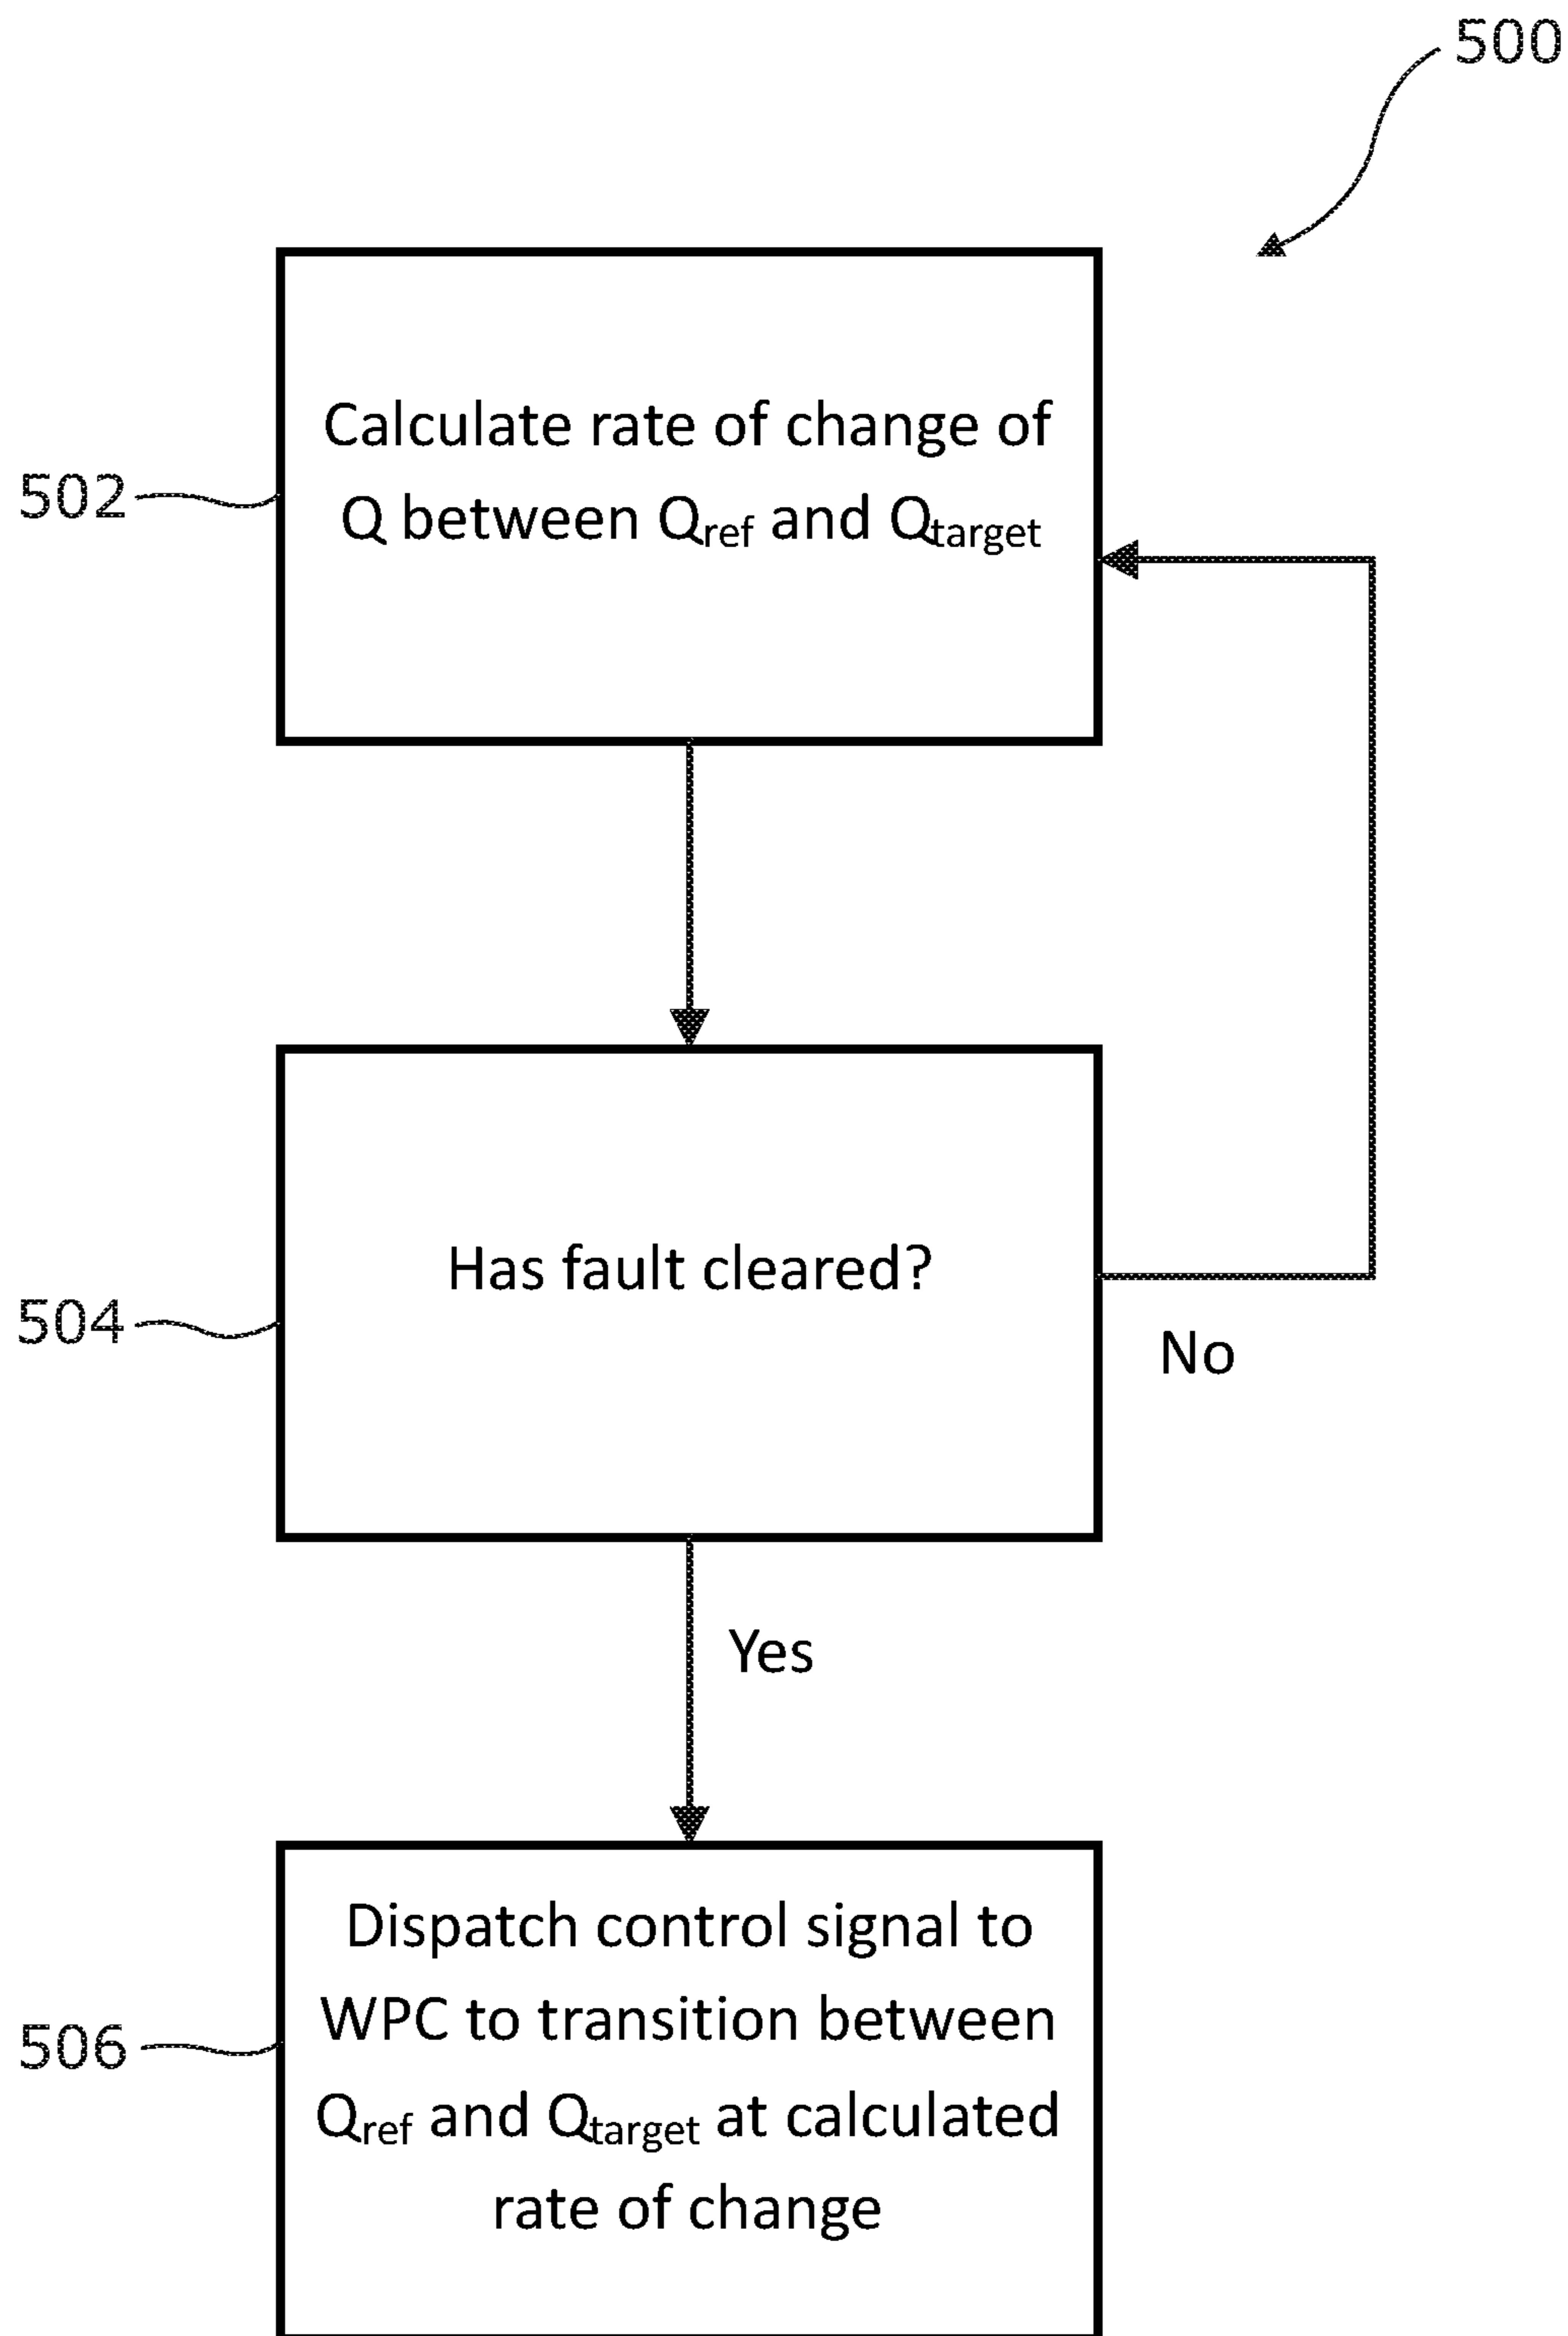 500
Calculate rate of change of
Q between Qref and Qtarget
502
Has fault cleared?
504
No
Yes
Dispatch control signal to
WPC to transition between
Qref and Qtarget at calculated
rate of change
506